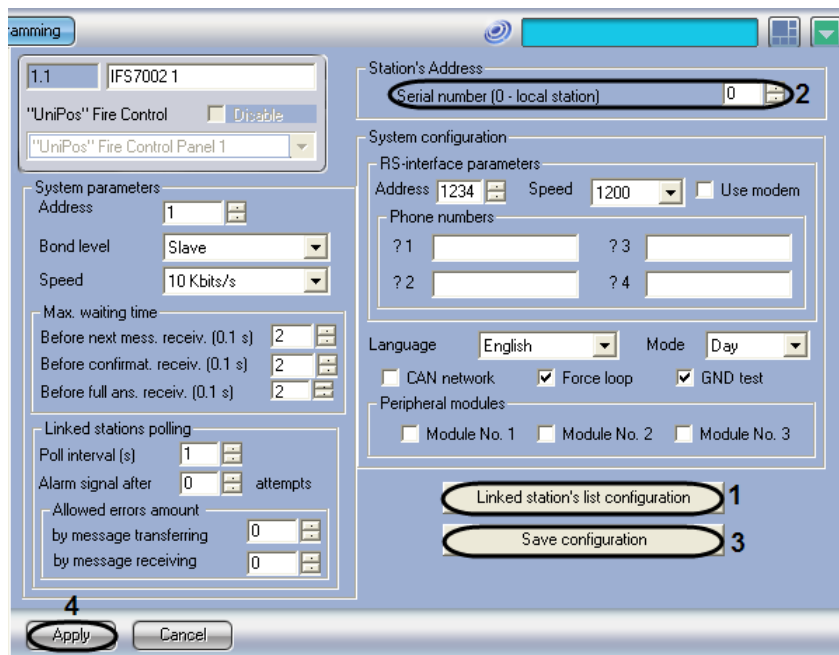 ramming
1.1 IFS7002 1
"UniPos" Fire Control Disable
"UniPos" Fire Control Panel 1
System parameters
Address 1
Bond level Slave
Speed 10 Kbits/s
Max. waiting time
Before next mess. receiv. (0.1 s) 2
Before confirmat. receiv. (0.1 s) 2
Before full ans. receiv. (0.1 s) 2
Linked stations polling
Poll interval (s) 1
Alarm signal after 0 attempts
Allowed errors amount
by message transferring 0
by message receiving 0
Station's Address
Serial number (0 - local station) 0 2
System configuration
RS-interface parameters
Address 1234 Speed 1200 Use modem
Phone numbers
? 1 ? 3
? 2 ? 4
Language English Mode Day
CAN network Force loop GND test
Peripheral modules
Module No. 1 Module No. 2 Module No. 3
Linked station's list configuration 1
Save configuration 3
4
Apply Cancel